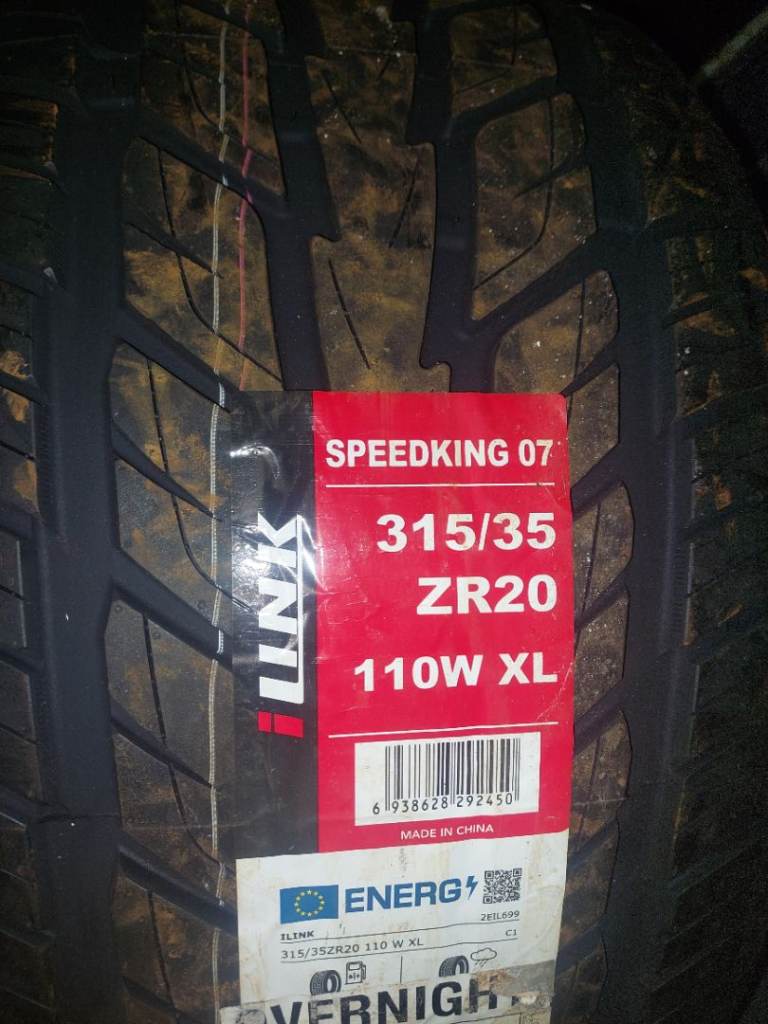 iLINK
SPEEDKING 07
315/35
ZR20
110W XL
6 938628 292450
MADE IN CHINA
ENERG
2EIL699
ILINK
C1
315/35ZR20 110 W XL
OVERNIGHT